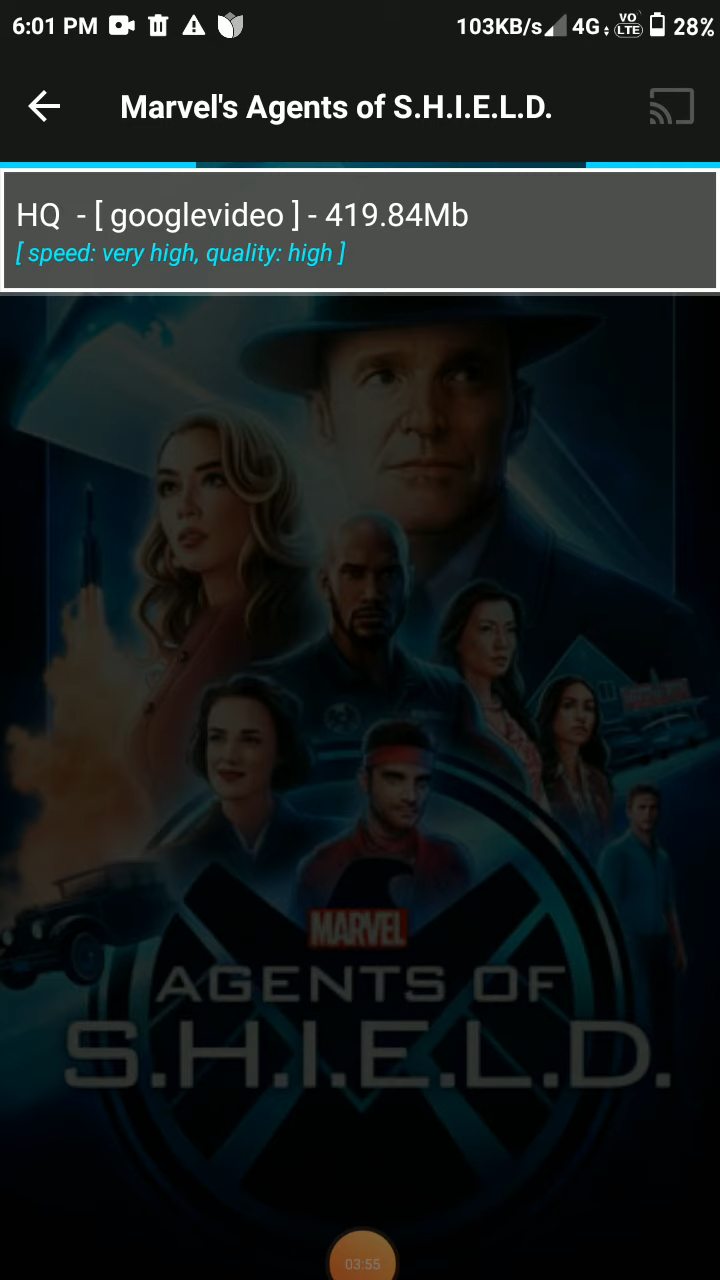 6:01 PM 103KB/s 4G VO LTE 28%
Marvel's Agents of S.H.I.E.L.D.
HQ - [ googlevideo ] - 419.84Mb
[ speed: very high, quality: high ]
MARVEL
AGENTS OF
S.H.I.E.L.D.
03:55